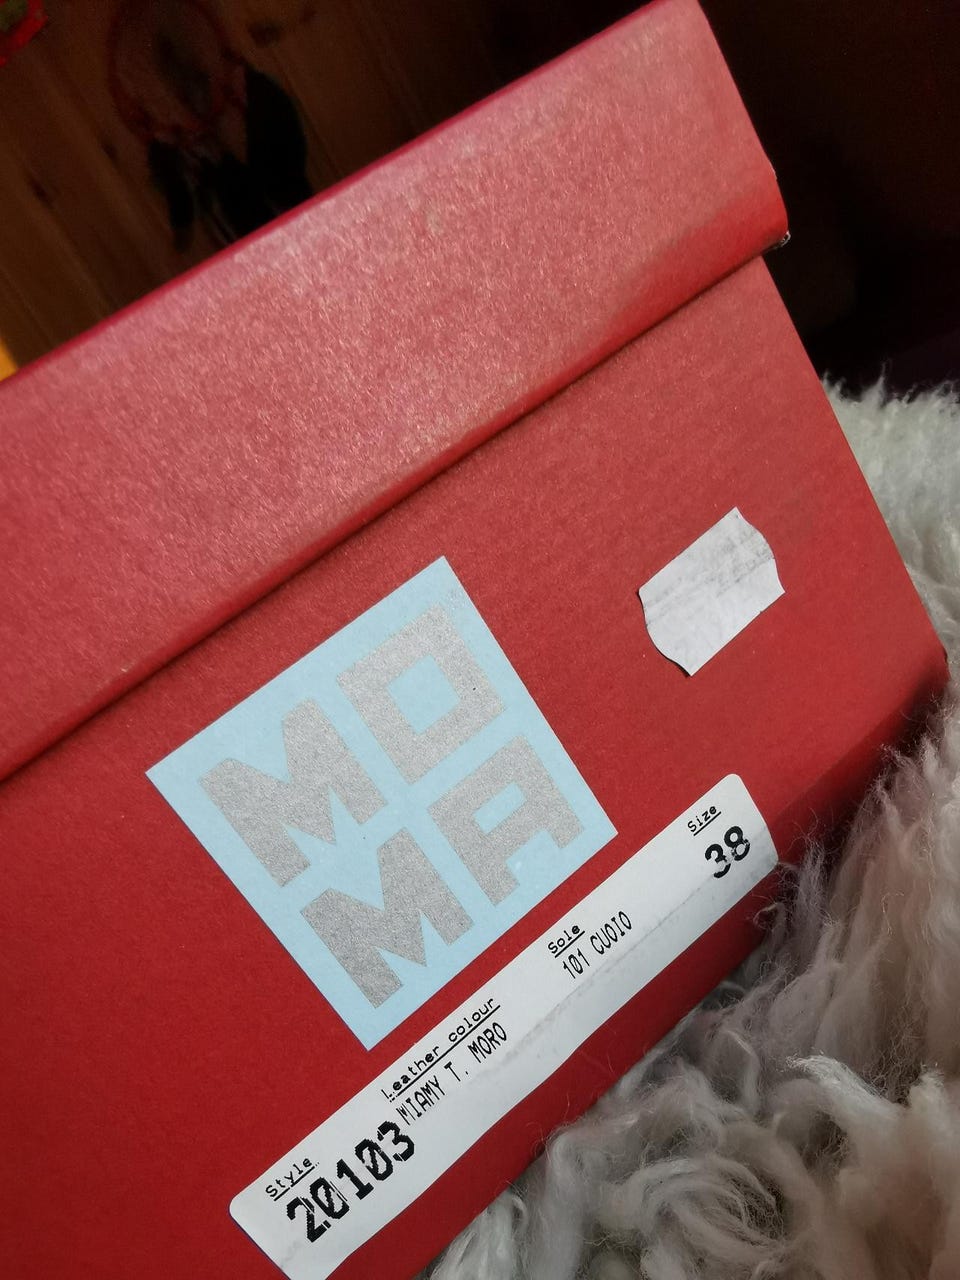 MO
MA
Style
20103
Leather colour
MIAMY T. MORO
Sole
101 CUOIO
Size
38